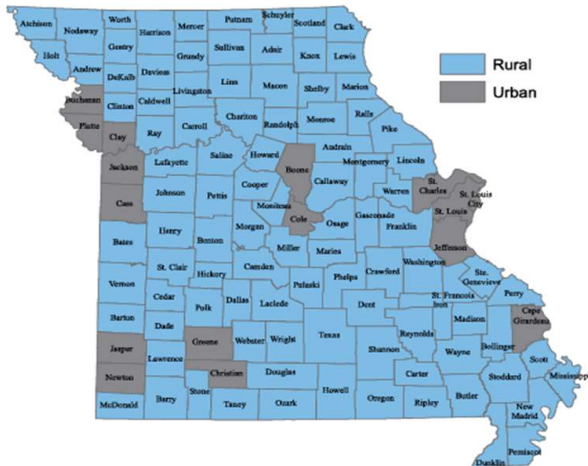 Atchison
Nodaway
Worth
Harrison
Mercer
Putnam
Schuyler
Scotland
Clark
Holt
Andrew
Gentry
DeKalb
Daviess
Grundy
Sullivan
Adair
Knox
Lewis
Rural
Urban
Buchanan
Clinton
Caldwell
Livingston
Linn
Macon
Shelby
Marion
Platte
Clay
Ray
Carroll
Chariton
Randolph
Monroe
Ralls
Pike
Jackson
Lafayette
Saline
Howard
Boone
Audrain
Montgomery
Lincoln
Callaway
Warren
St.
Charles
St. Louis
City
St. Louis
Cass
Johnson
Pettis
Cooper
Moniteau
Cole
Osage
Gasconade
Franklin
Jefferson
Bates
Henry
Benton
Morgan
Miller
Maries
Washington
Ste.
Genevieve
Vernon
St. Clair
Hickory
Camden
Pulaski
Phelps
Crawford
St. Francois
Iron
Perry
Barton
Cedar
Polk
Dallas
Laclede
Dent
Madison
Cape
Girardeau
Dade
Texas
Reynolds
Bollinger
Jasper
Lawrence
Greene
Webster
Wright
Shannon
Wayne
Scott
Newton
Christian
Douglas
Carter
Stoddard
Mississippi
McDonald
Barry
Stone
Taney
Ozark
Howell
Oregon
Ripley
Butler
New
Madrid
Dunklin
Pemiscot